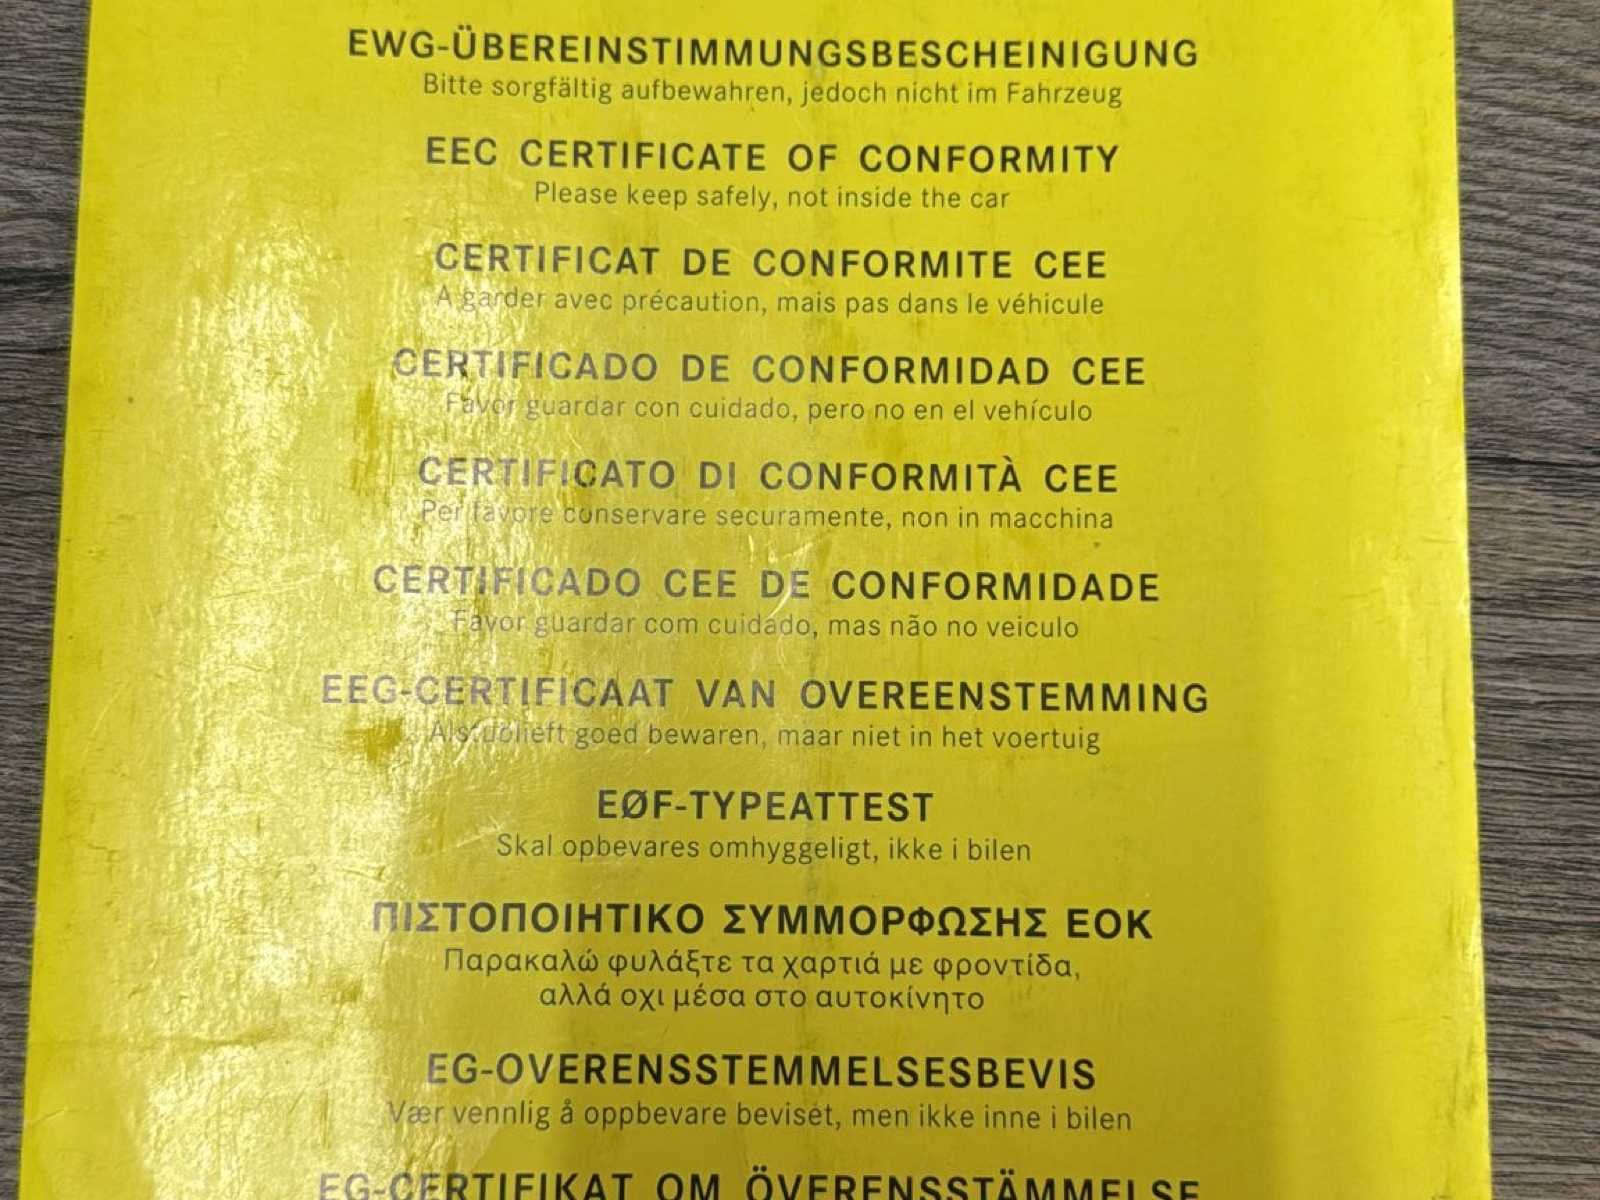 EWG-ÜBEREINSTIMMUNGSBESCHEINIGUNG
Bitte sorgfältig aufbewahren, jedoch nicht im Fahrzeug
EEC CERTIFICATE OF CONFORMITY
Please keep safely, not inside the car
CERTIFICAT DE CONFORMITE CEE
A garder avec précaution, mais pas dans le véhicule
CERTIFICADO DE CONFORMIDAD CEE
Favor guardar con cuidado, pero no en el vehículo
CERTIFICATO DI CONFORMITÀ CEE
Per favore conservare securamente, non in macchina
CERTIFICADO CEE DE CONFORMIDADE
Favor guardar com cuidado, mas não no veiculo
EEG-CERTIFICAAT VAN OVEREENSTEMMING
Alstublieft goed bewaren, maar niet in het voertuig
EØF-TYPEATTEST
Skal opbevares omhyggeligt, ikke i bilen
ΠΙΣΤΟΠΟΙΗΤΙΚΟ ΣΥΜΜΟΡΦΩΣΗΣ ΕΟΚ
Παρακαλώ φυλάξτε τα χαρτιά με φροντίδα,
αλλά οχι μέσα στο αυτοκίνητο
EG-OVERENSSTEMMELSESBEVIS
Vær vennlig å oppbevare beviset, men ikke inne i bilen
EG-CERTIFIKAT OM ÖVERENSSTÄMMELSE